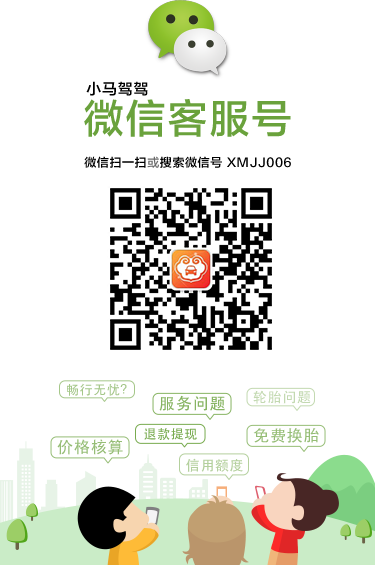 小马驾驾
微信客服号
微信扫一扫或搜索微信号 XMJJ006
畅行无忧?
服务问题
轮胎问题
退款提现
免费换胎
价格核算
信用额度